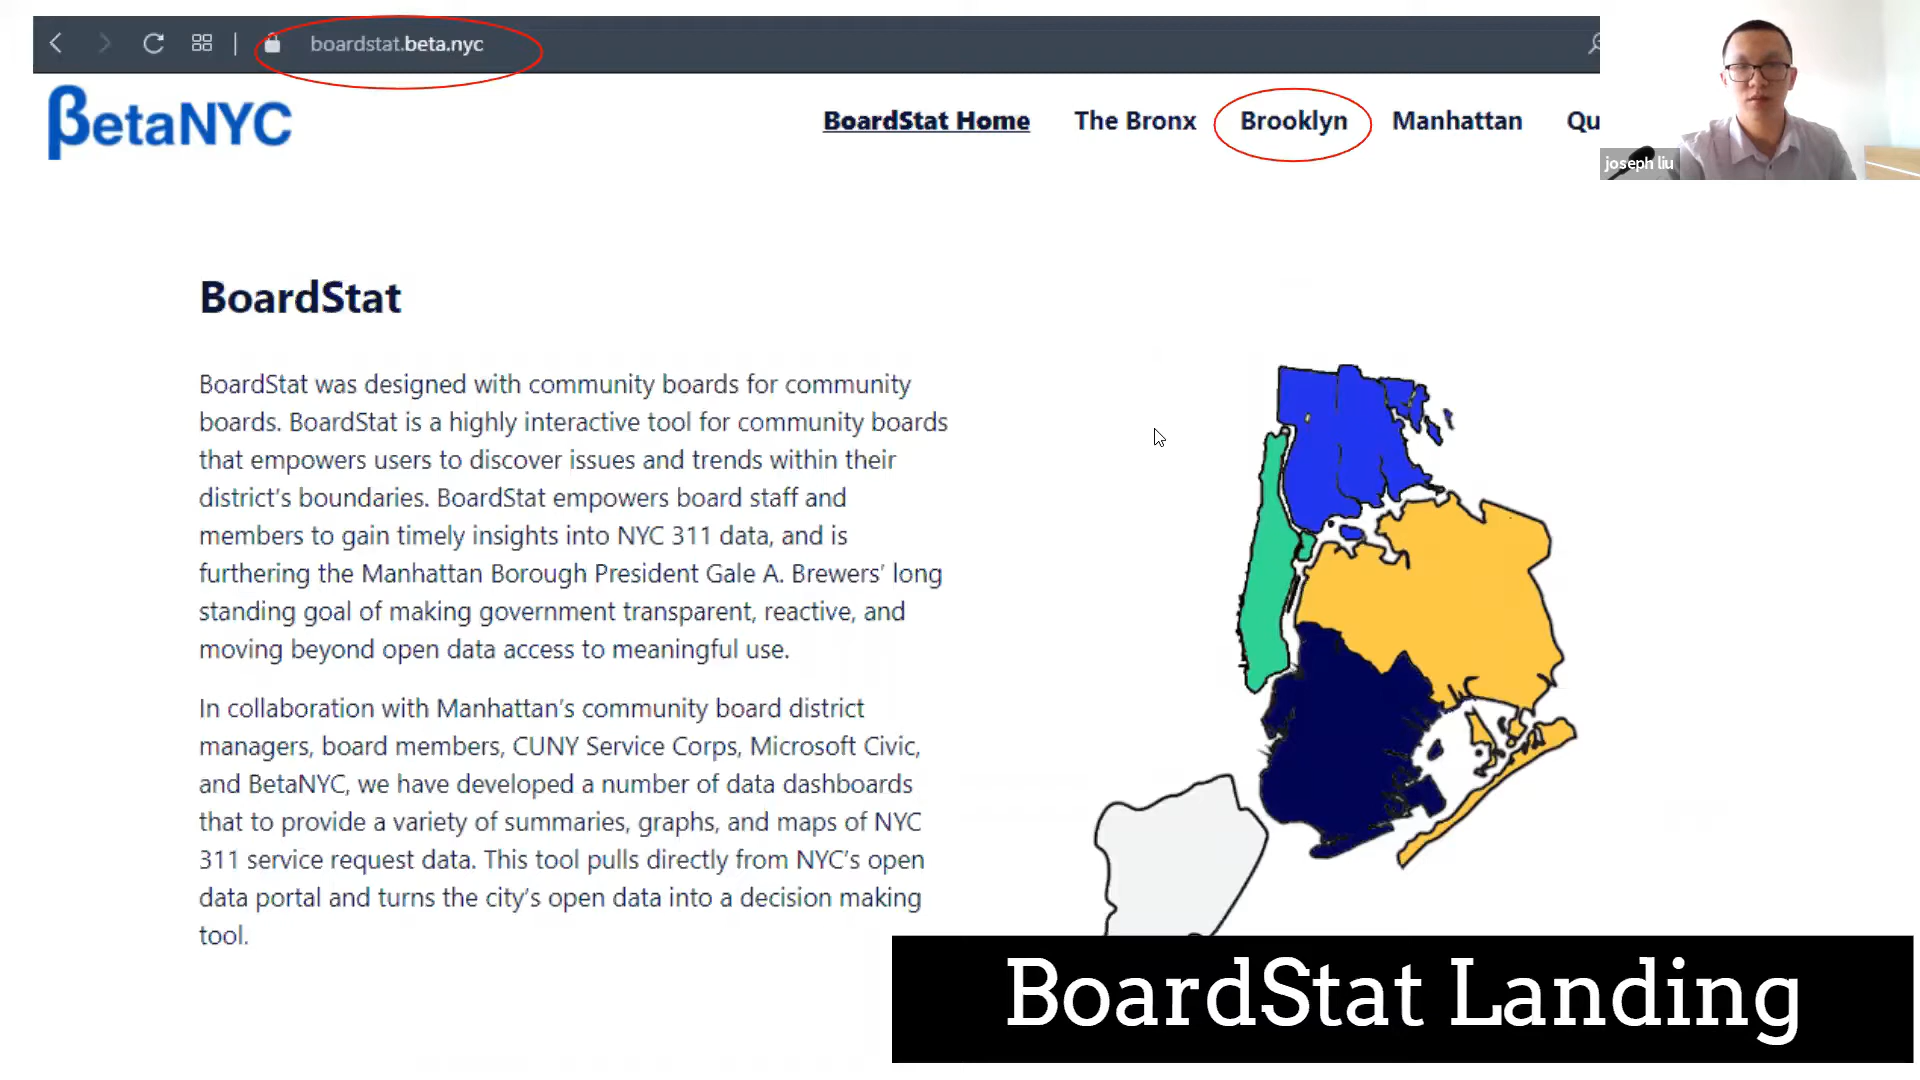 boardstat.beta.nyc
βetaNYC
BoardStat Home The Bronx Brooklyn Manhattan Qu
joseph liu
BoardStat
BoardStat was designed with community boards for community
boards. BoardStat is a highly interactive tool for community boards
that empowers users to discover issues and trends within their
district's boundaries. BoardStat empowers board staff and
members to gain timely insights into NYC 311 data, and is
furthering the Manhattan Borough President Gale A. Brewers' long
standing goal of making government transparent, reactive, and
moving beyond open data access to meaningful use.
In collaboration with Manhattan's community board district
managers, board members, CUNY Service Corps, Microsoft Civic,
and BetaNYC, we have developed a number of data dashboards
that to provide a variety of summaries, graphs, and maps of NYC
311 service request data. This tool pulls directly from NYC's open
data portal and turns the city's open data into a decision making
tool.
BoardStat Landing